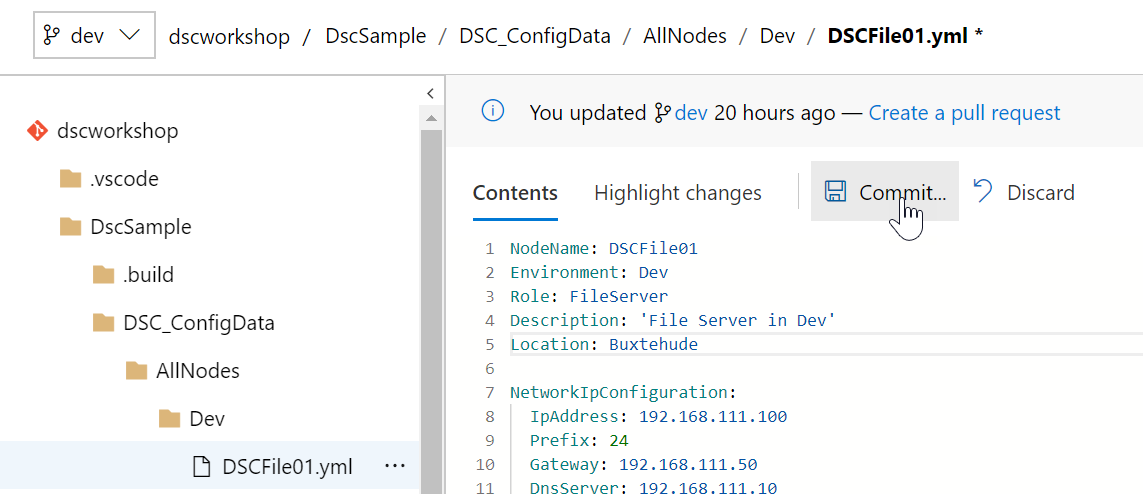 dev dscworkshop / DscSample / DSC_ConfigData / AllNodes / Dev / DSCFile01.yml *
dscworkshop
.vscode
DscSample
.build
DSC_ConfigData
AllNodes
Dev
DSCFile01.yml ...
You updated dev 20 hours ago — Create a pull request
Contents Highlight changes Commit... Discard
1 NodeName: DSCFile01
2 Environment: Dev
3 Role: FileServer
4 Description: 'File Server in Dev'
5 Location: Buxtehude
6
7 NetworkIpConfiguration:
8 IpAddress: 192.168.111.100
9 Prefix: 24
10 Gateway: 192.168.111.50
11 DnsServer: 192.168.111.10